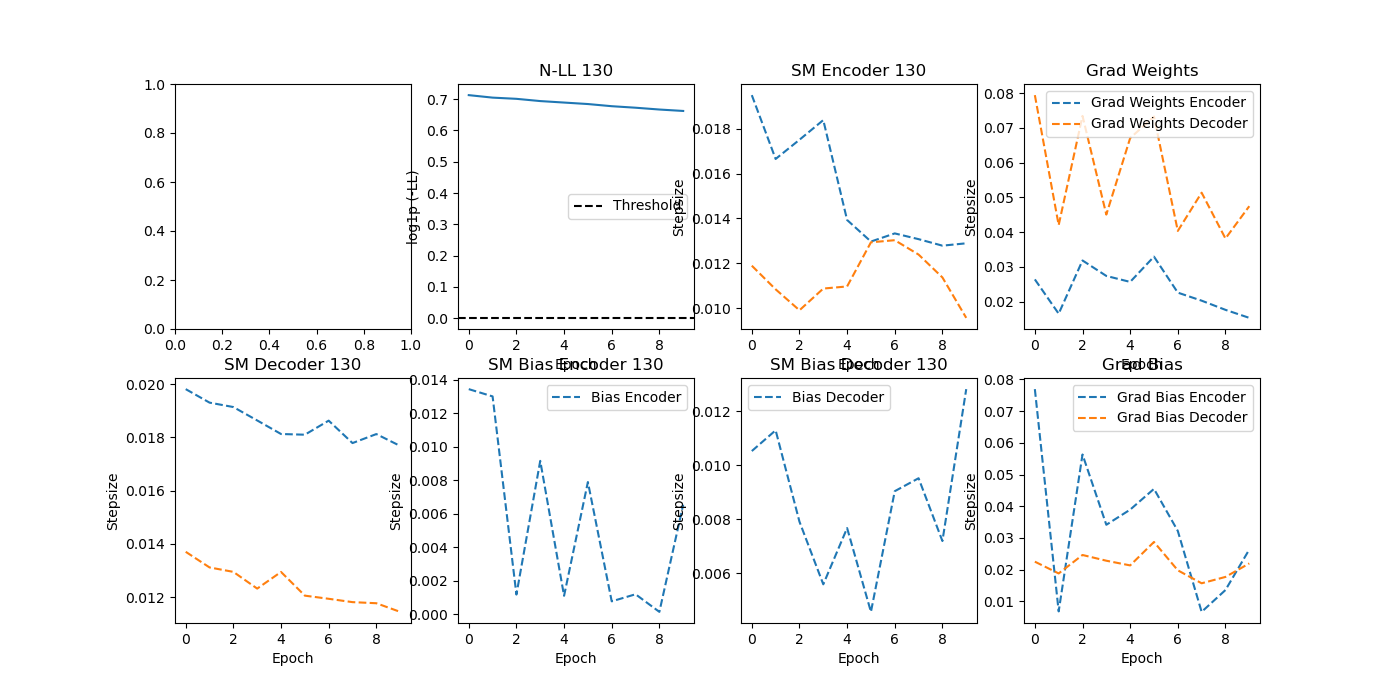 N-LL 130
SM Encoder 130
Grad Weights
1.0
0.8
0.6
0.4
0.2
0.0
0.0 0.2 0.4 0.6 0.8 1.0
log1p (-LL)
0.7
0.6
0.5
0.4
0.3
0.2
0.1
0.0
Threshold
0 2 4 6 8
Epoch
Stepsize
0.018
0.016
0.014
0.012
0.010
0 2 4 6 8
Epoch
Stepsize
0.08
0.07
0.06
0.05
0.04
0.03
0.02
Grad Weights Encoder
Grad Weights Decoder
0 2 4 6 8
Epoch
SM Decoder 130
SM Bias Encoder 130
SM Bias Decoder 130
Grad Bias
Stepsize
0.020
0.018
0.016
0.014
0.012
0 2 4 6 8
Epoch
Stepsize
0.014
0.012
0.010
0.008
0.006
0.004
0.002
0.000
Bias Encoder
0 2 4 6 8
Epoch
Stepsize
0.012
0.010
0.008
0.006
Bias Decoder
0 2 4 6 8
Epoch
Stepsize
0.08
0.07
0.06
0.05
0.04
0.03
0.02
0.01
Grad Bias Encoder
Grad Bias Decoder
0 2 4 6 8
Epoch